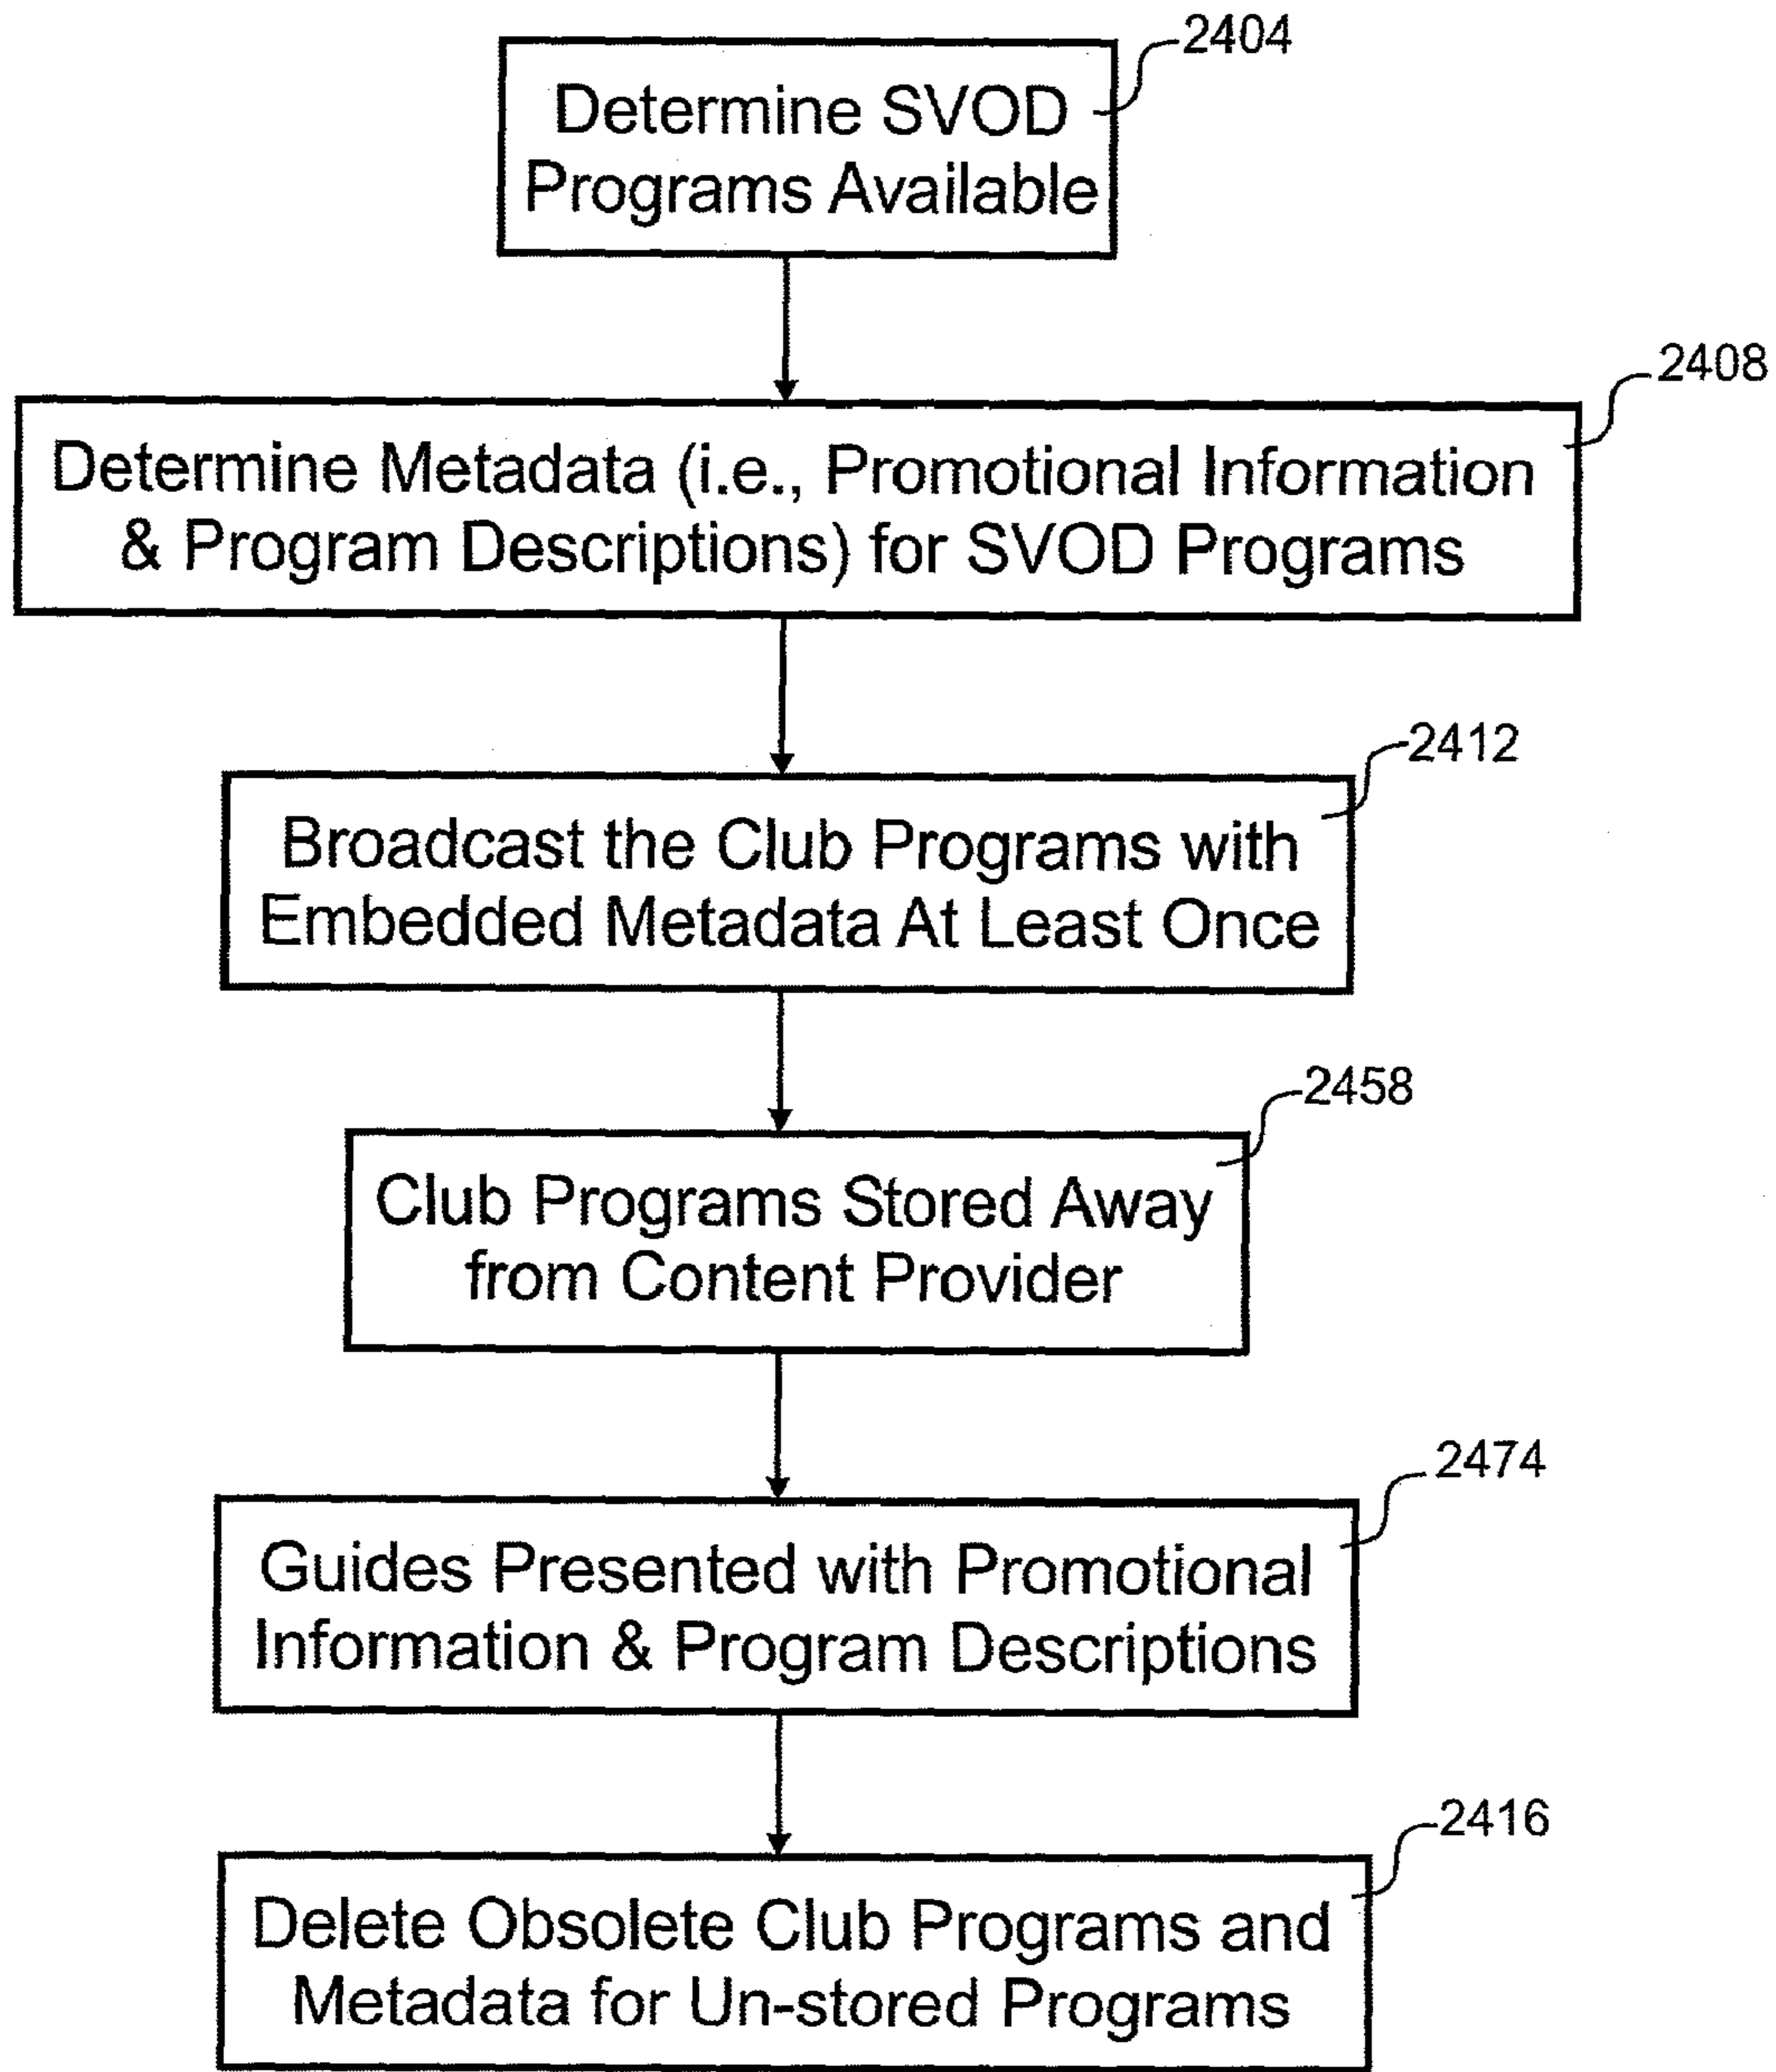 2404
Determine SVOD
Programs Available
2408
Determine Metadata (i.e., Promotional Information
& Program Descriptions) for SVOD Programs
2412
Broadcast the Club Programs with
Embedded Metadata At Least Once
2458
Club Programs Stored Away
from Content Provider
2474
Guides Presented with Promotional
Information & Program Descriptions
2416
Delete Obsolete Club Programs and
Metadata for Un-stored Programs